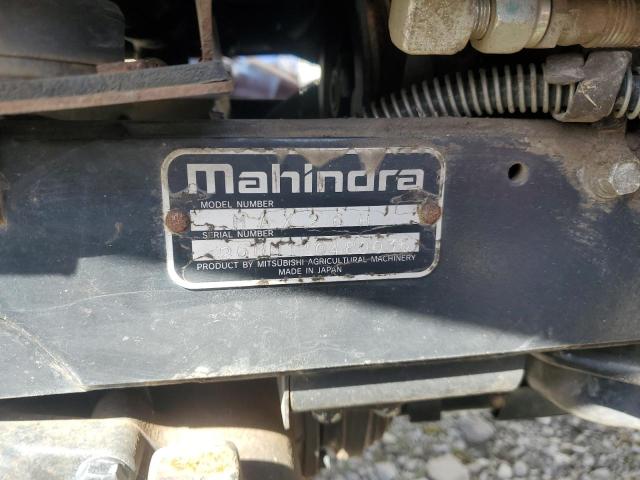 Mahindra
MODEL NUMBER
SERIAL NUMBER
PRODUCT BY MITSUBISHI AGRICULTURAL MACHINERY
MADE IN JAPAN